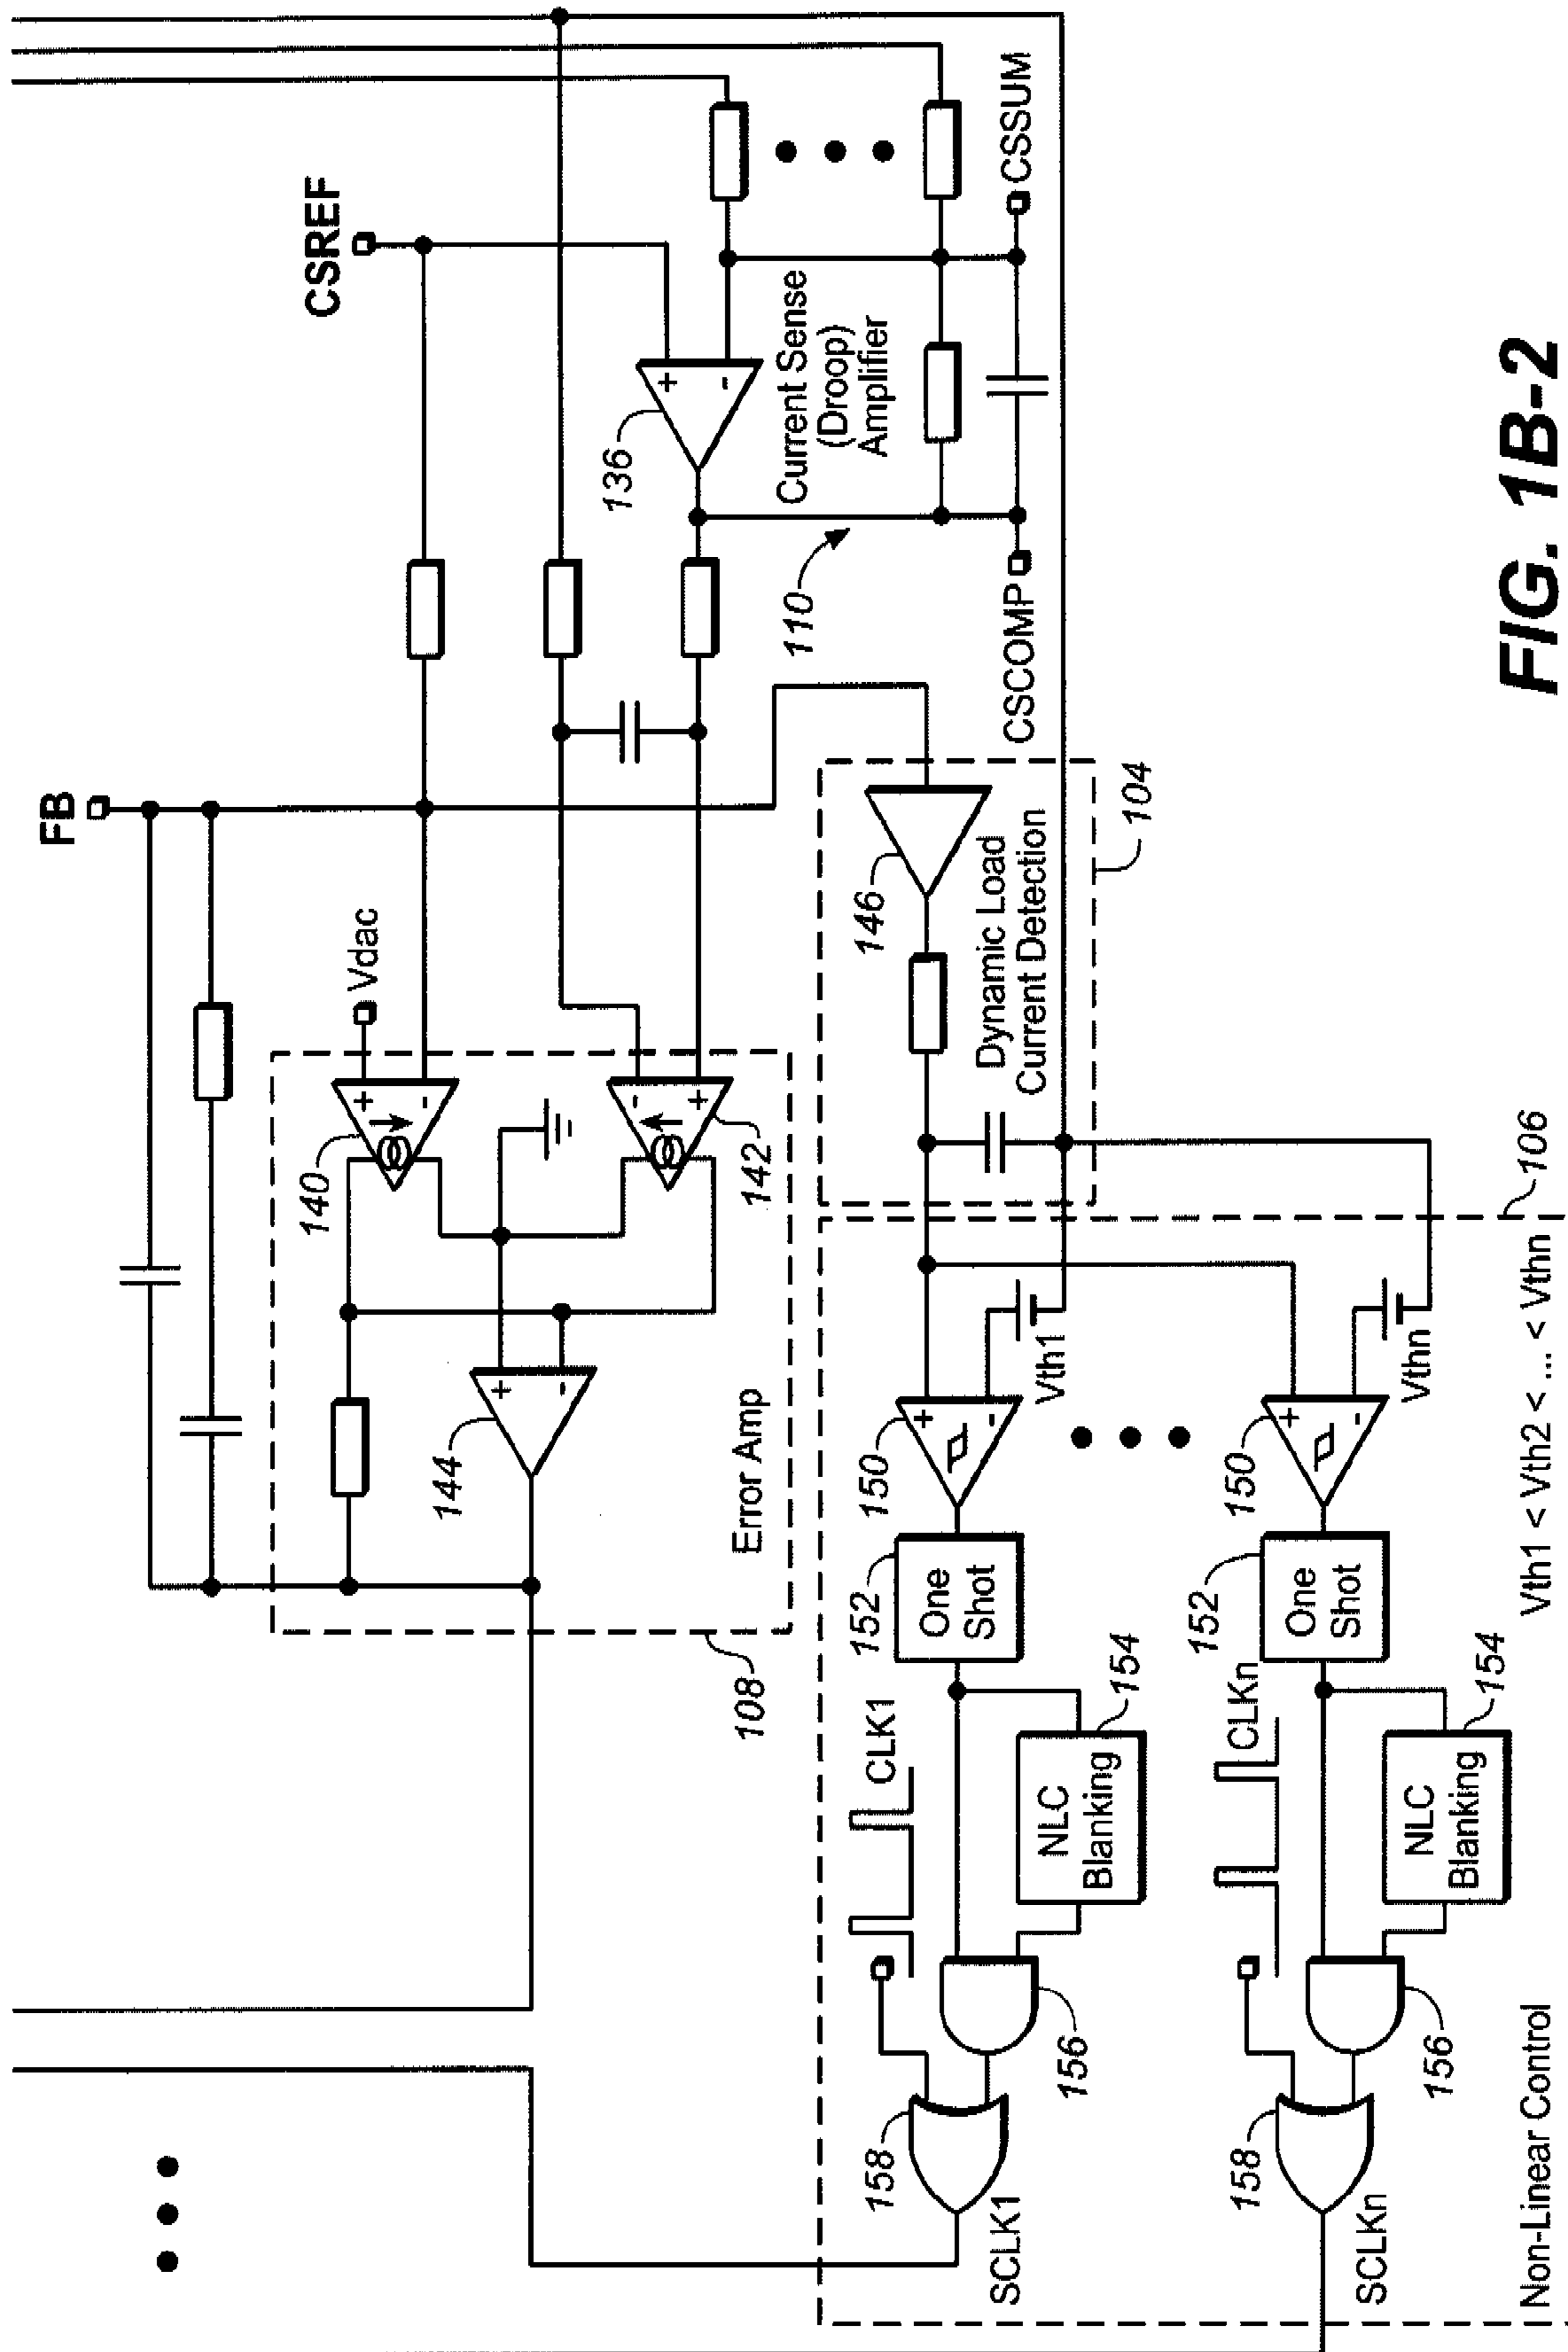 FB
CSREF
Vdac
+
-
140
-
+
142
+
-
144
Error Amp
108
+
-
136
Current Sense
(Droop)
Amplifier
110
CSCOMP
CSSUM
146
Dynamic Load
Current Detection
104
+
-
150
Vth1
One
Shot
152
CLK1
NLC
Blanking
154
156
158
SCLK1
+
-
150
Vthn
One
Shot
152
CLKn
NLC
Blanking
154
156
158
SCLKn
106
Non-Linear Control
Vth1 < Vth2 < ... < Vthn
FIG. 1B-2